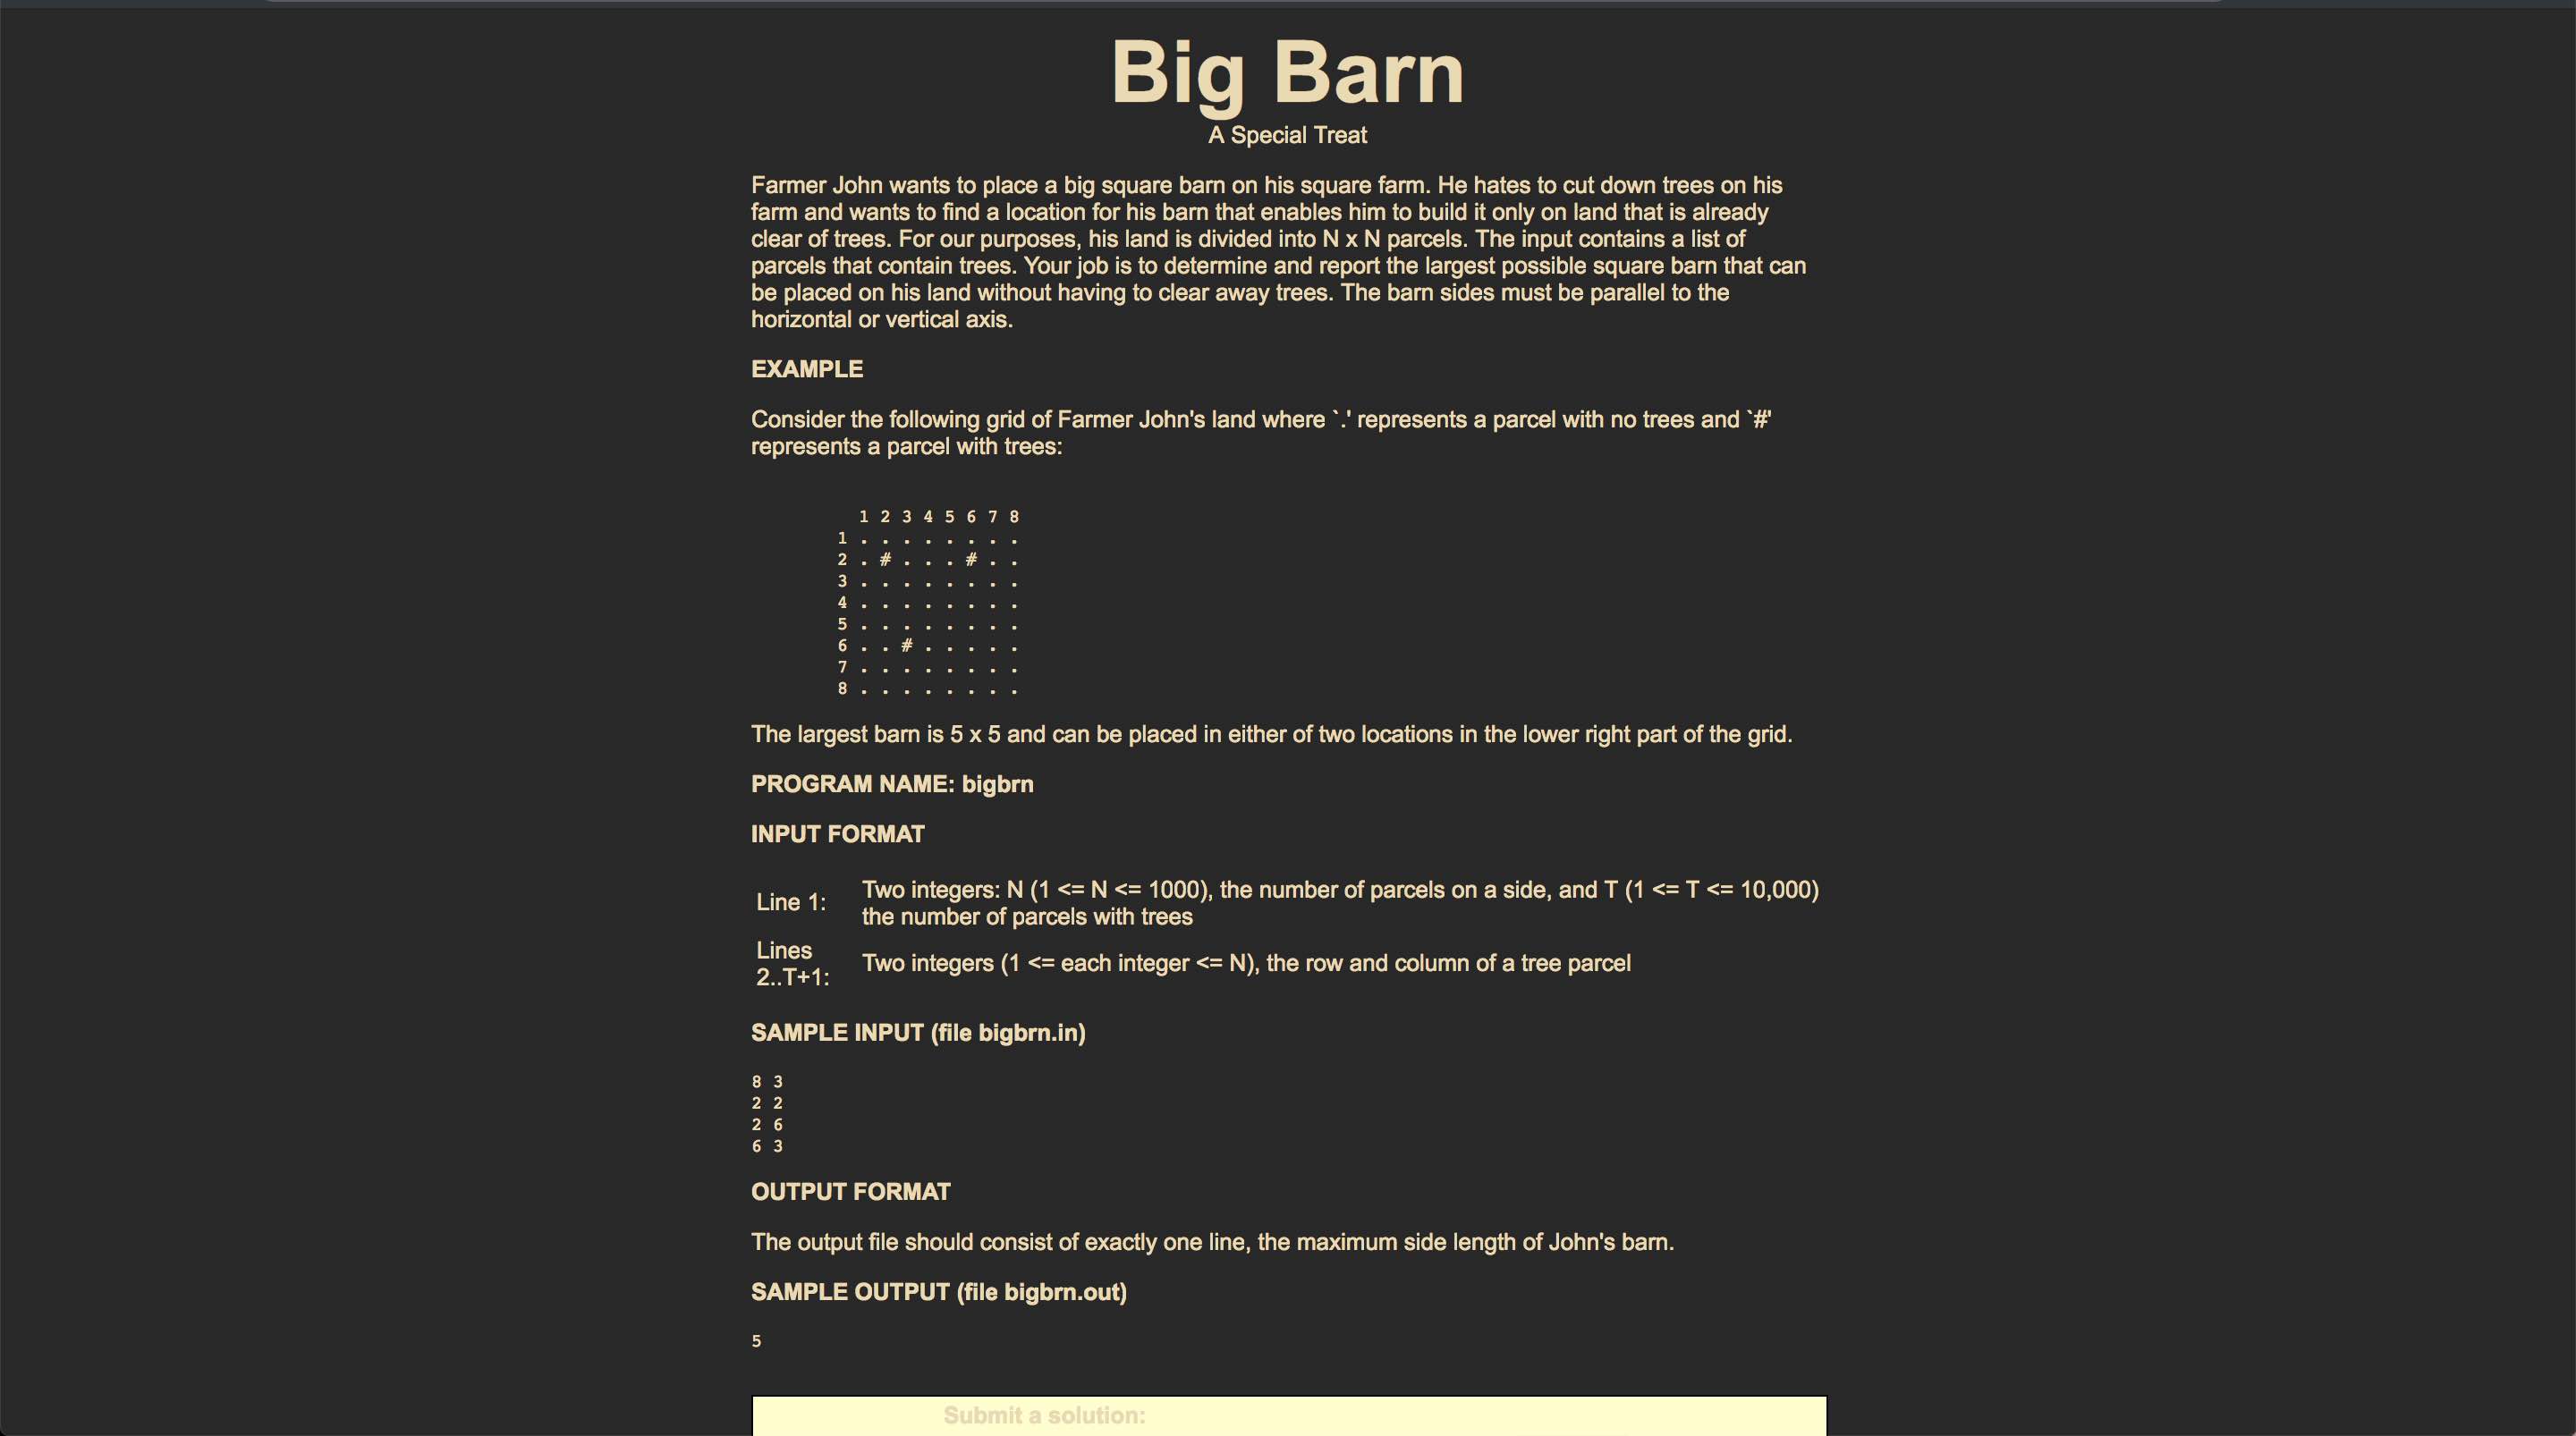 Big Barn
A Special Treat
Farmer John wants to place a big square barn on his square farm. He hates to cut down trees on his
farm and wants to find a location for his barn that enables him to build it only on land that is already
clear of trees. For our purposes, his land is divided into N x N parcels. The input contains a list of
parcels that contain trees. Your job is to determine and report the largest possible square barn that can
be placed on his land without having to clear away trees. The barn sides must be parallel to the
horizontal or vertical axis.
EXAMPLE
Consider the following grid of Farmer John's land where `.' represents a parcel with no trees and `#'
represents a parcel with trees:
1 2 3 4 5 6 7 8
1 . . . . . . . .
2 . # . . . # . .
3 . . . . . . . .
4 . . . . . . . .
5 . . . . . . . .
6 . . # . . . . .
7 . . . . . . . .
8 . . . . . . . .
The largest barn is 5 x 5 and can be placed in either of two locations in the lower right part of the grid.
PROGRAM NAME: bigbrn
INPUT FORMAT
Line 1: Two integers: N (1 <= N <= 1000), the number of parcels on a side, and T (1 <= T <= 10,000)
the number of parcels with trees
Lines
2..T+1: Two integers (1 <= each integer <= N), the row and column of a tree parcel
SAMPLE INPUT (file bigbrn.in)
8 3
2 2
2 6
6 3
OUTPUT FORMAT
The output file should consist of exactly one line, the maximum side length of John's barn.
SAMPLE OUTPUT (file bigbrn.out)
5
Submit a solution: